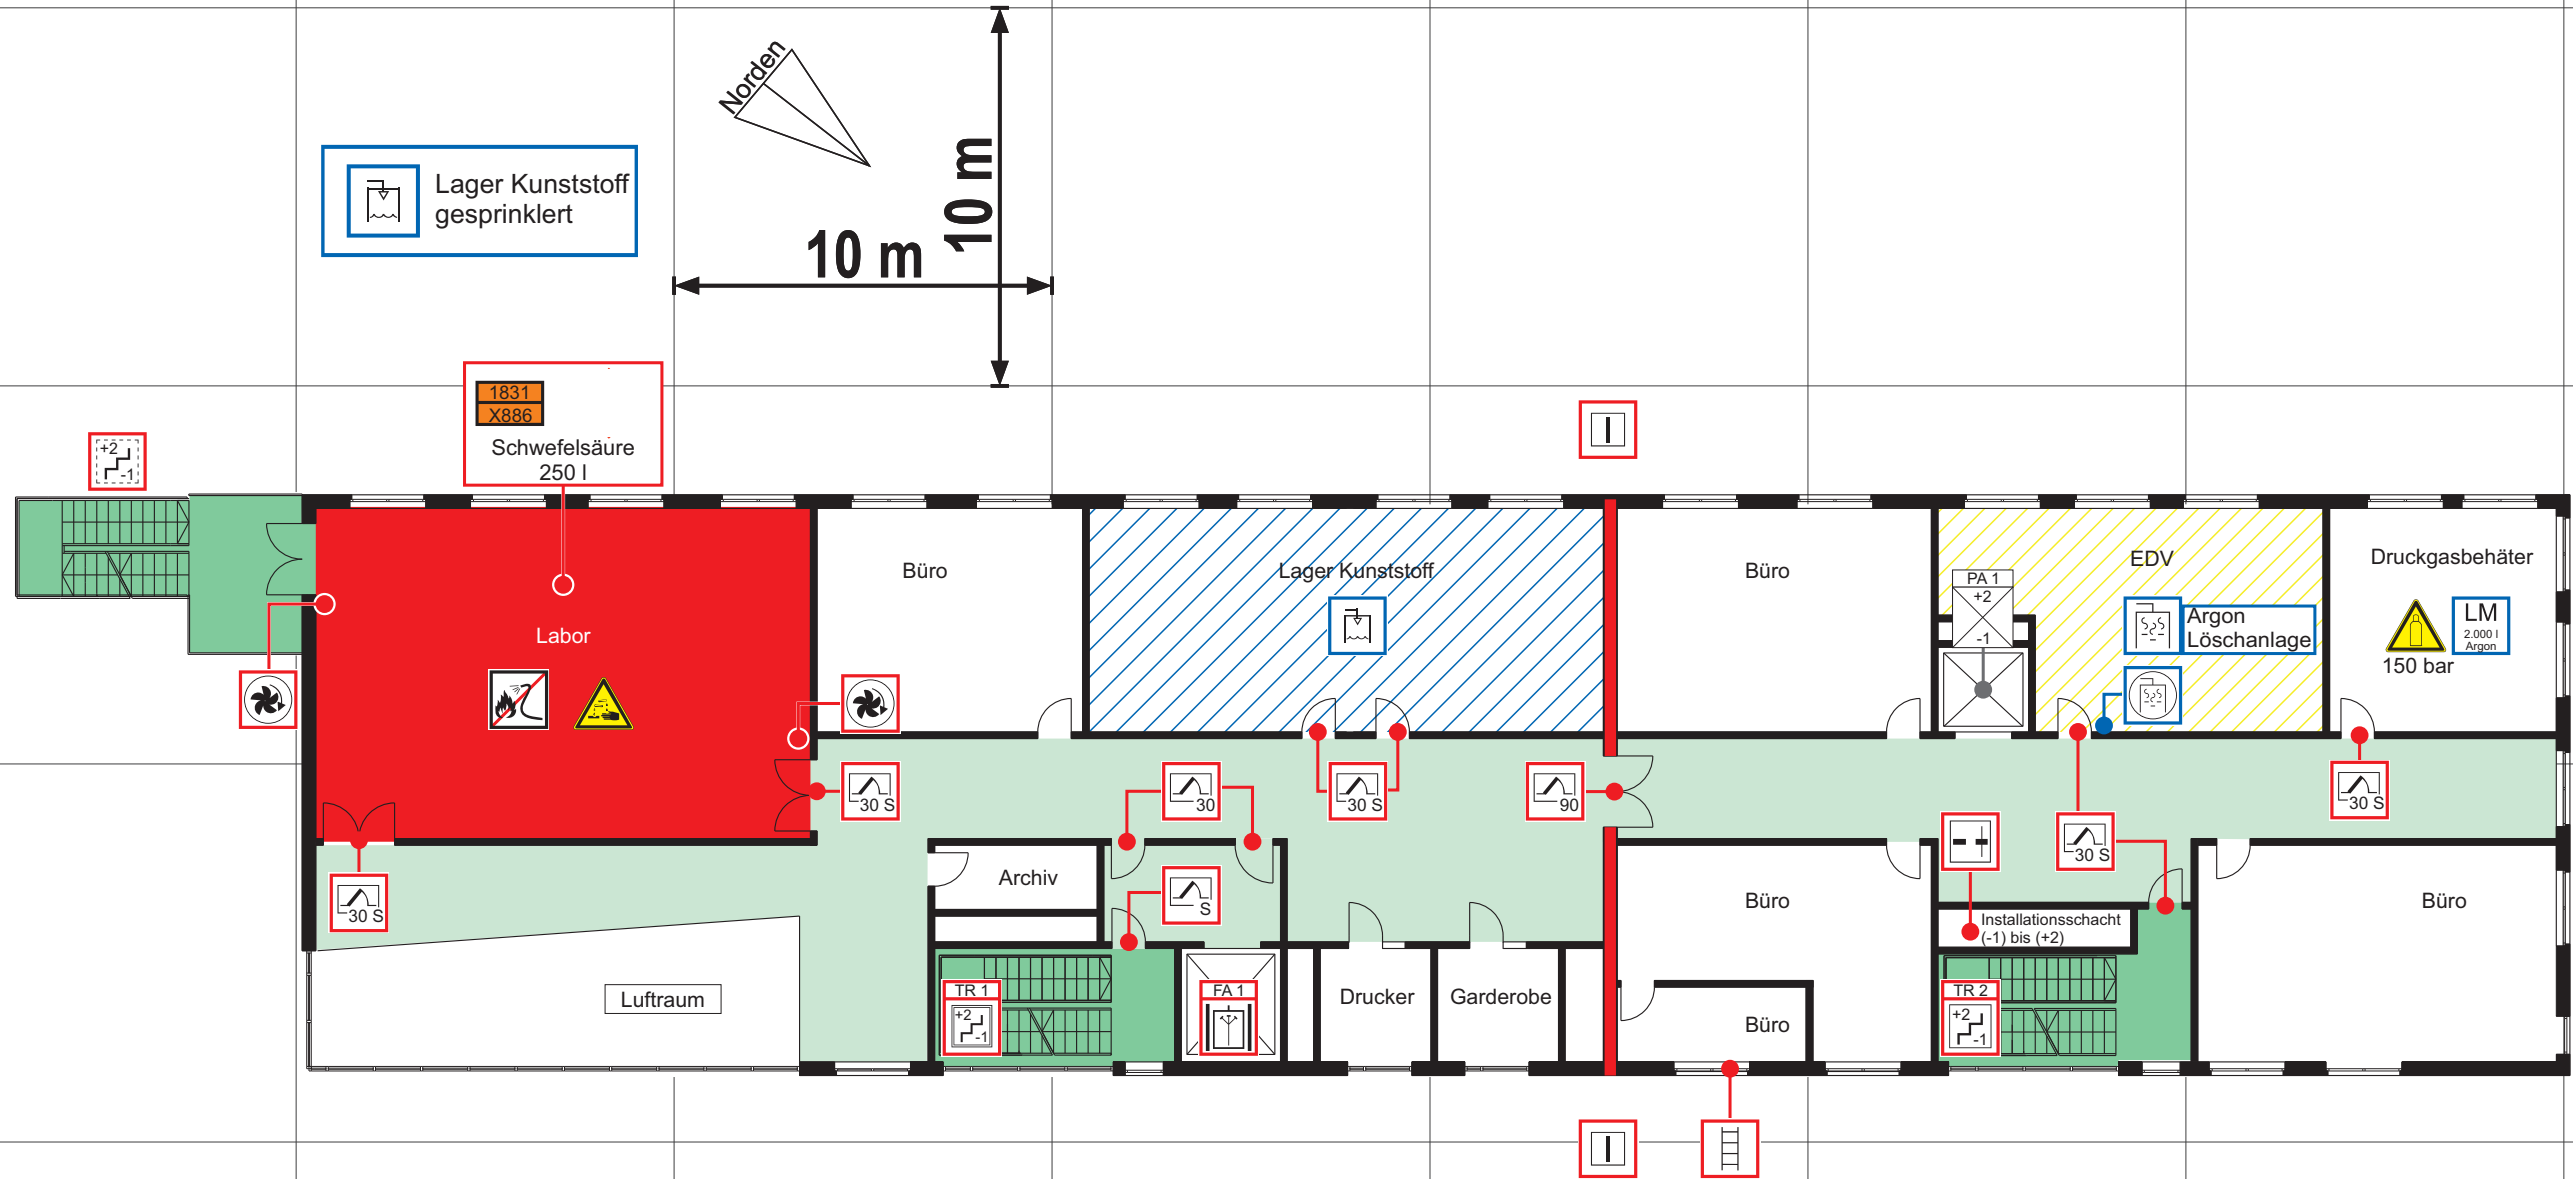 Norden
10 m
10 m
Lager Kunststoff
gesprinklert
1831
X886
Schwefelsäure
250 l
+2
-1
Labor
Büro
Lager Kunststoff
Büro
PA 1
+2
-1
EDV
Argon
Löschanlage
Druckgasbehäter
LM
2.000 l
Argon
150 bar
30 S
30
30 S
90
30 S
30 S
30 S
S
Archiv
Büro
Installationsschacht
(-1) bis (+2)
Büro
Luftraum
TR 1
+2
-1
FA 1
Drucker
Garderobe
Büro
TR 2
+2
-1